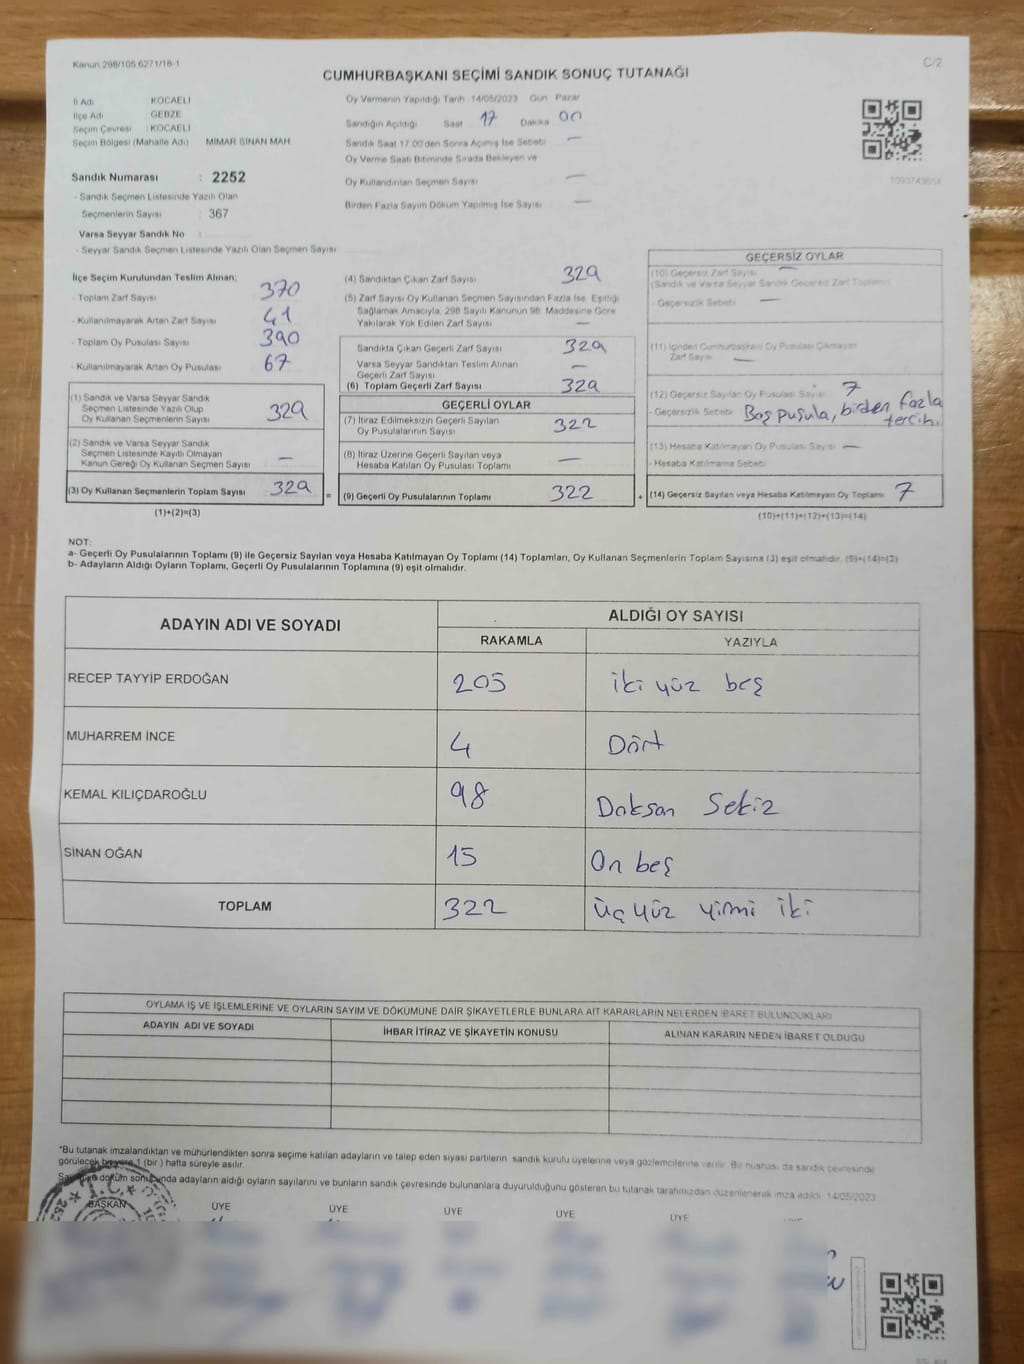 Kanun 298/105 6271/18-1
C/2
CUMHURBAŞKANI SEÇİMİ SANDIK SONUÇ TUTANAĞI
İl Adı KOCAELİ
İlçe Adı GEBZE
Seçim Çevresi : KOCAELİ
Seçim Bölgesi (Mahalle Adı) MİMAR SİNAN MAH.
Sandık Numarası : 2252
- Sandık Seçmen Listesinde Yazılı Olan
Seçmenlerin Sayısı : 367
Varsa Seyyar Sandık No :
- Seyyar Sandık Seçmen Listesinde Yazılı Olan Seçmen Sayısı
Oy Vermenin Yapıldığı Tarih 14/05/2023 Gün Pazar
Sandığın Açıldığı Saat 17 Dakika 00
Sandık Saat 17.00'den Sonra Açılmış İse Sebebi —
Oy Verme Saati Bitiminde Sırada Bekleyen ve
Oy Kullandırılan Seçmen Sayısı —
Birden Fazla Sayım Döküm Yapılmış İse Sayısı —
1093743654
İlçe Seçim Kurulundan Teslim Alınan;
- Toplam Zarf Sayısı 370
- Kullanılmayarak Artan Zarf Sayısı 41
- Toplam Oy Pusulası Sayısı 390
- Kullanılmayarak Artan Oy Pusulası 67
(1) Sandık ve Varsa Seyyar Sandık
Seçmen Listesinde Yazılı Olup
Oy Kullanan Seçmenlerin Sayısı 329
(2) Sandık ve Varsa Seyyar Sandık
Seçmen Listesinde Kayıtlı Olmayan
Kanun Gereği Oy Kullanan Seçmen Sayısı —
(3) Oy Kullanan Seçmenlerin Toplam Sayısı 329
(1)+(2)=(3)
(4) Sandıktan Çıkan Zarf Sayısı 329
(5) Zarf Sayısı Oy Kullanan Seçmen Sayısından Fazla İse, Eşitliği
Sağlamak Amacıyla, 298 Sayılı Kanunun 98. Maddesine Göre
Yakılarak Yok Edilen Zarf Sayısı —
Sandıkta Çıkan Geçerli Zarf Sayısı 329
Varsa Seyyar Sandıktan Teslim Alınan
Geçerli Zarf Sayısı —
(6) Toplam Geçerli Zarf Sayısı 329
GEÇERLİ OYLAR
(7) İtiraz Edilmeksizin Geçerli Sayılan
Oy Pusulalarının Sayısı 322
(8) İtiraz Üzerine Geçerli Sayılan veya
Hesaba Katılan Oy Pusulası Toplamı —
= (9) Geçerli Oy Pusulalarının Toplamı 322
GEÇERSİZ OYLAR
(10) Geçersiz Zarf Sayısı —
(Sandık ve Varsa Seyyar Sandık Geçersiz Zarf Toplamı)
- Geçersizlik Sebebi —
(11) İçinden Cumhurbaşkanı Oy Pusulası Çıkmayan
Zarf Sayısı —
(12) Geçersiz Sayılan Oy Pusulası Sayısı 7
- Geçersizlik Sebebi Boş pusula, birden fazla
tercih.
(13) Hesaba Katılmayan Oy Pusulası Sayısı —
- Hesaba Katılmama Sebebi
+ (14) Geçersiz Sayılan veya Hesaba Katılmayan Oy Toplamı 7
(10)+(11)+(12)+(13)=(14)
NOT:
a- Geçerli Oy Pusulalarının Toplamı (9) ile Geçersiz Sayılan veya Hesaba Katılmayan Oy Toplamı (14) Toplamları, Oy Kullanan Seçmenlerin Toplam Sayısına (3) eşit olmalıdır. (9)+(14)=(3)
b- Adayların Aldığı Oyların Toplamı, Geçerli Oy Pusulalarının Toplamına (9) eşit olmalıdır.
ADAYIN ADI VE SOYADI
ALDIĞI OY SAYISI
RAKAMLA YAZIYLA
RECEP TAYYİP ERDOĞAN 205 iki yüz beş
MUHARREM İNCE 4 Dört
KEMAL KILIÇDAROĞLU 98 Doksan Sekiz
SİNAN OĞAN 15 On beş
TOPLAM 322 üç yüz yirmi iki
OYLAMA İŞ VE İŞLEMLERİNE VE OYLARIN SAYIM VE DÖKÜMÜNE DAİR ŞİKAYETLERLE BUNLARA AİT KARARLARIN NELERDEN İBARET BULUNDUKLARI
ADAYIN ADI VE SOYADI İHBAR İTİRAZ VE ŞİKAYETİN KONUSU ALINAN KARARIN NEDEN İBARET OLDUĞU
*Bu tutanak imzalandıktan ve mühürlendikten sonra seçime katılan adayların ve talep eden siyasi partilerin sandık kurulu üyelerine veya gözlemcilerine verilir. Bir nüshası da sandık çevresinde
görülecek bir yere 1 (bir) hafta süreyle asılır.
Sayım ve döküm sonucunda adayların aldığı oyların sayılarını ve bunların sandık çevresinde bulunanlara duyurulduğunu gösteren bu tutanak tarafımızdan düzenlenerek imza edildi. 14/05/2023
BAŞKAN ÜYE ÜYE ÜYE ÜYE ÜYE
T.C.